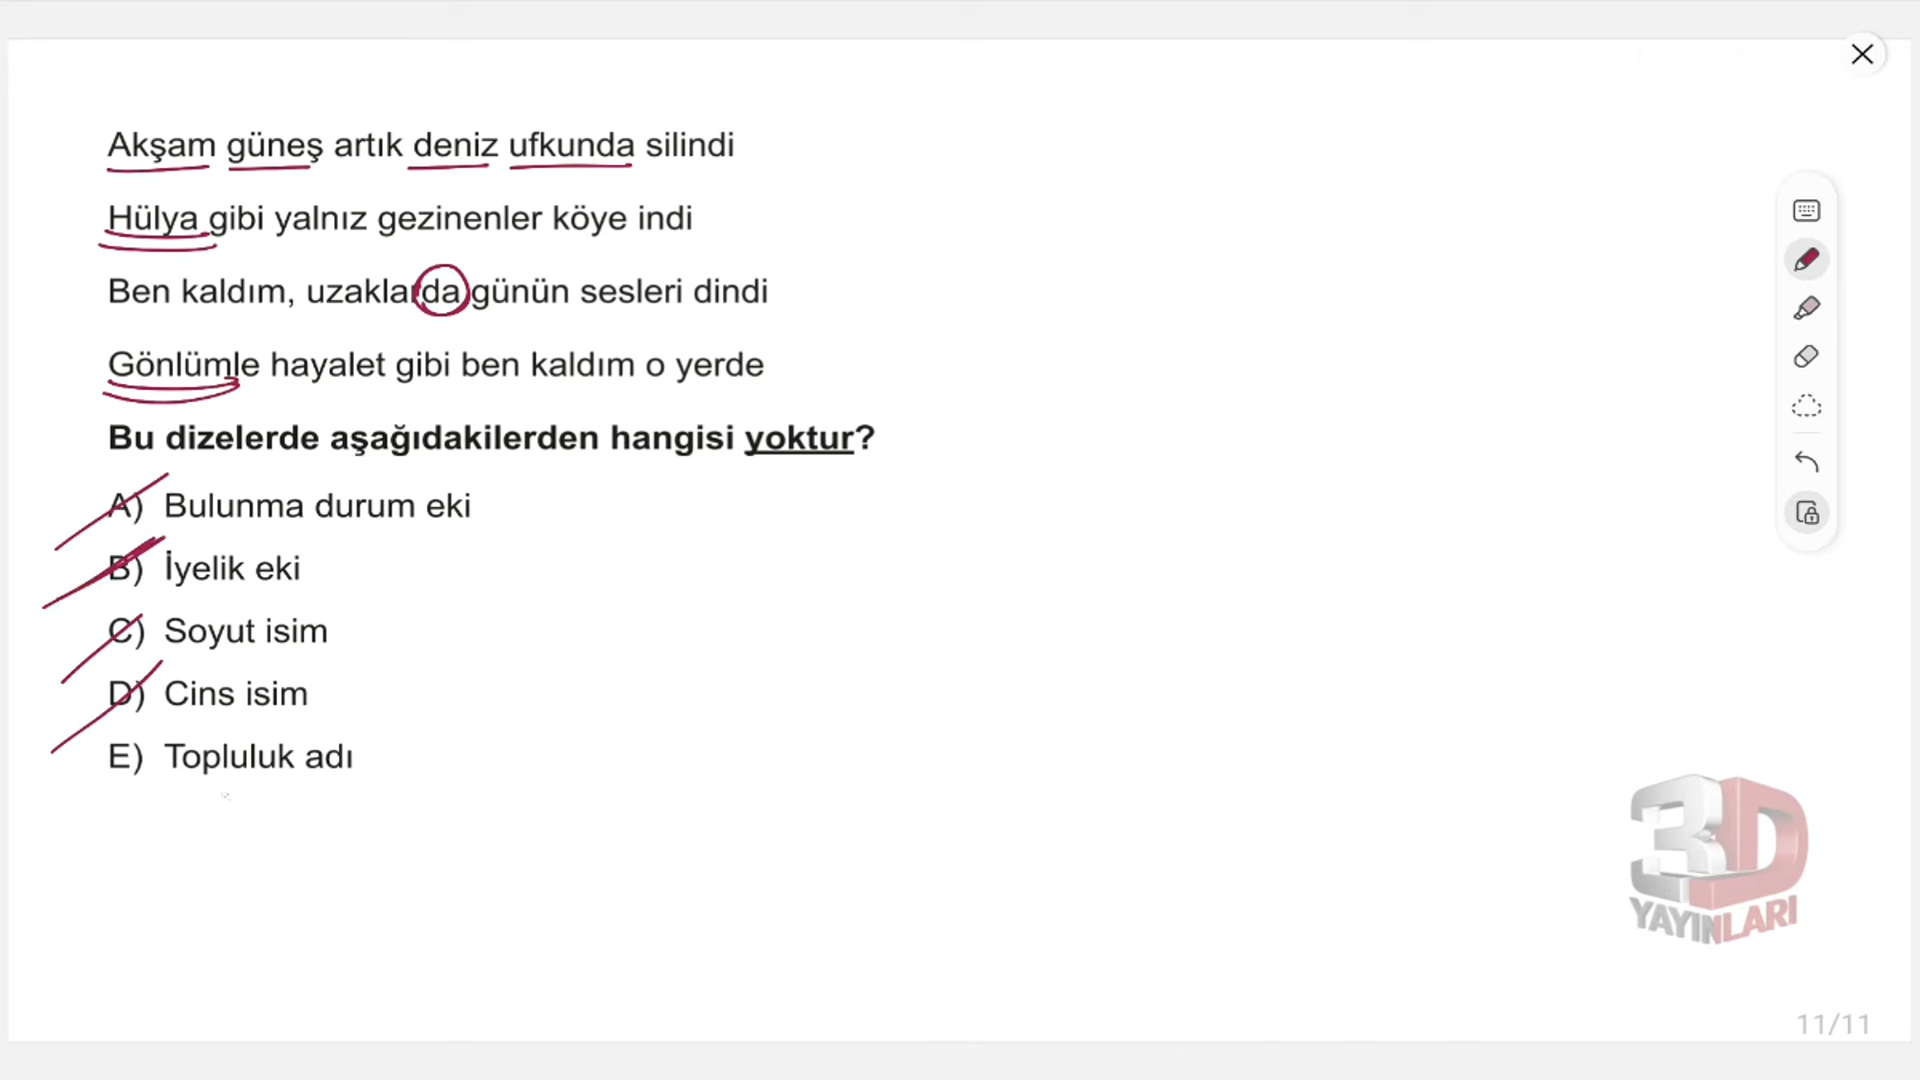 Akşam güneş artık deniz ufkunda silindi
Hülya gibi yalnız gezinenler köye indi
Ben kaldım, uzaklarda günün sesleri dindi
Gönlümle hayalet gibi ben kaldım o yerde
Bu dizelerde aşağıdakilerden hangisi yoktur?
A) Bulunma durum eki
B) İyelik eki
C) Soyut isim
D) Cins isim
E) Topluluk adı
3D
YAYINLARI
11/11